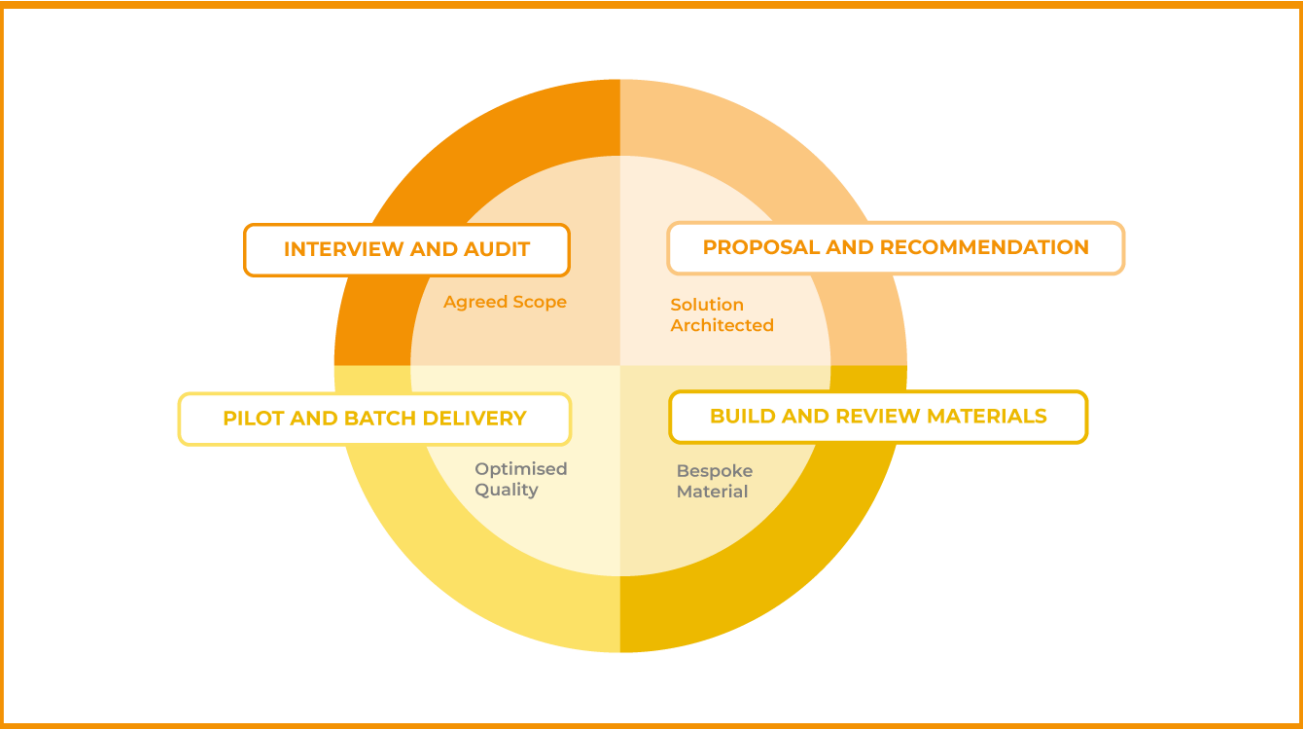 INTERVIEW AND AUDIT
PROPOSAL AND RECOMMENDATION
Agreed Scope
Solution
Architected
PILOT AND BATCH DELIVERY
BUILD AND REVIEW MATERIALS
Optimised
Quality
Bespoke
Material